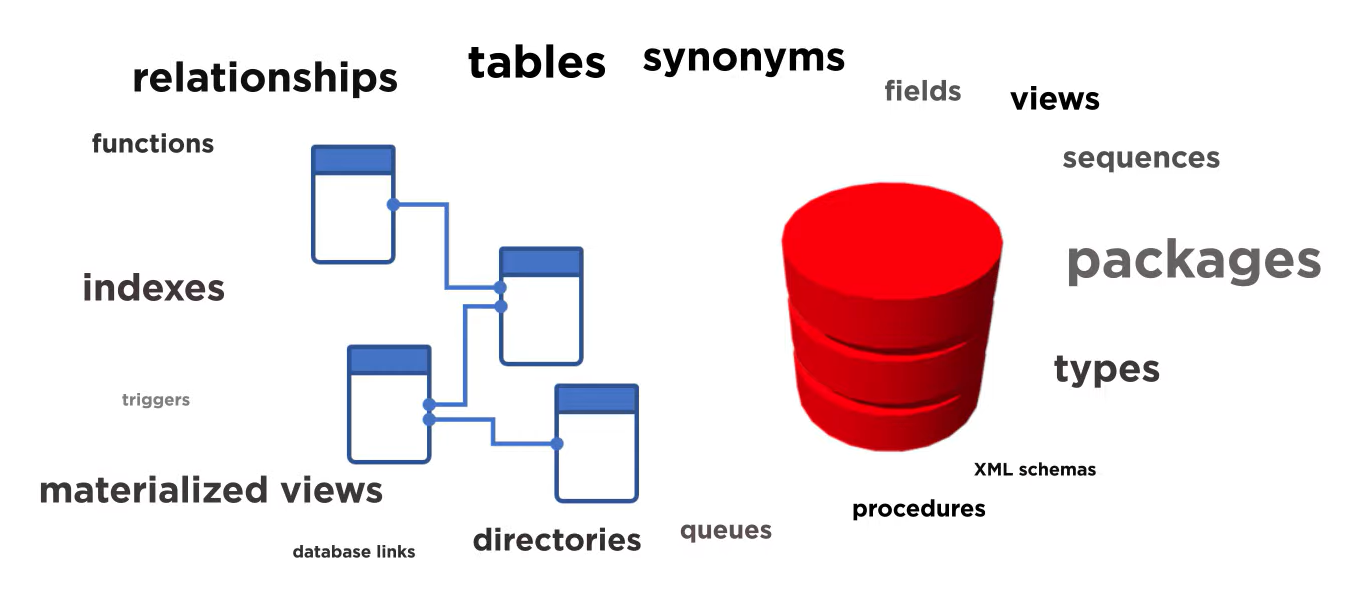 relationships
tables
synonyms
fields
views
functions
sequences
packages
indexes
types
triggers
XML schemas
materialized views
procedures
queues
directories
database links